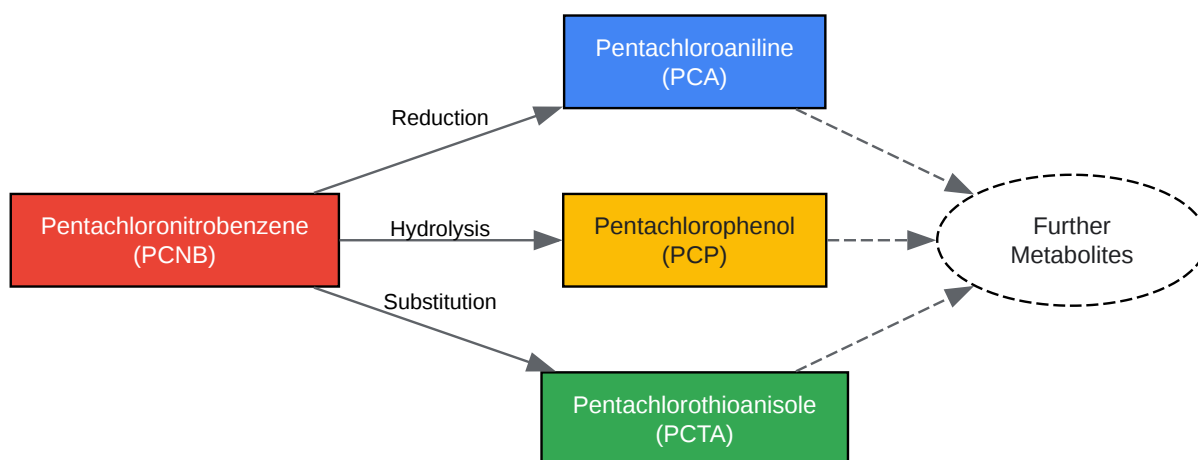 Pentachloroaniline
(PCA)
Reduction
Pentachloronitrobenzene
(PCNB)
Hydrolysis
Pentachlorophenol
(PCP)
Further
Metabolites
Substitution
Pentachlorothioanisole
(PCTA)